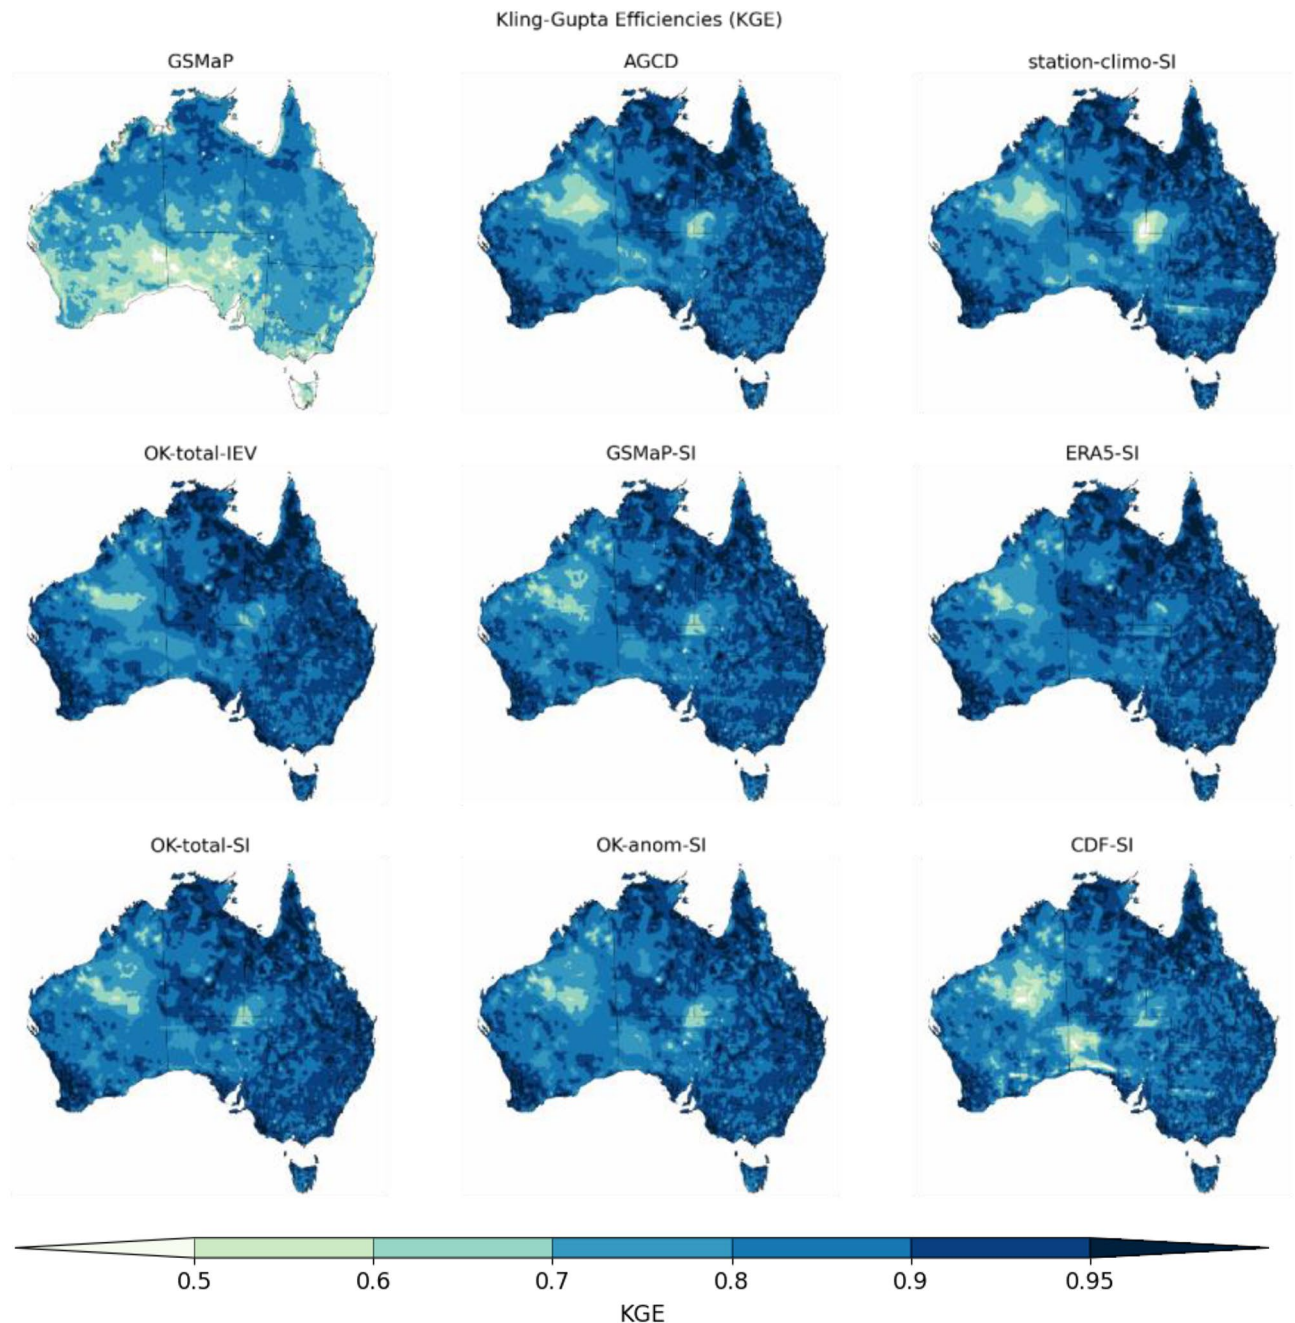 Kling-Gupta Efficiencies (KGE)
GSMaP
AGCD
station-climo-SI
OK-total-IEV
GSMaP-SI
ERA5-SI
OK-total-SI
OK-anom-SI
CDF-SI
0.5
0.6
0.7
0.8
0.9
0.95
KGE